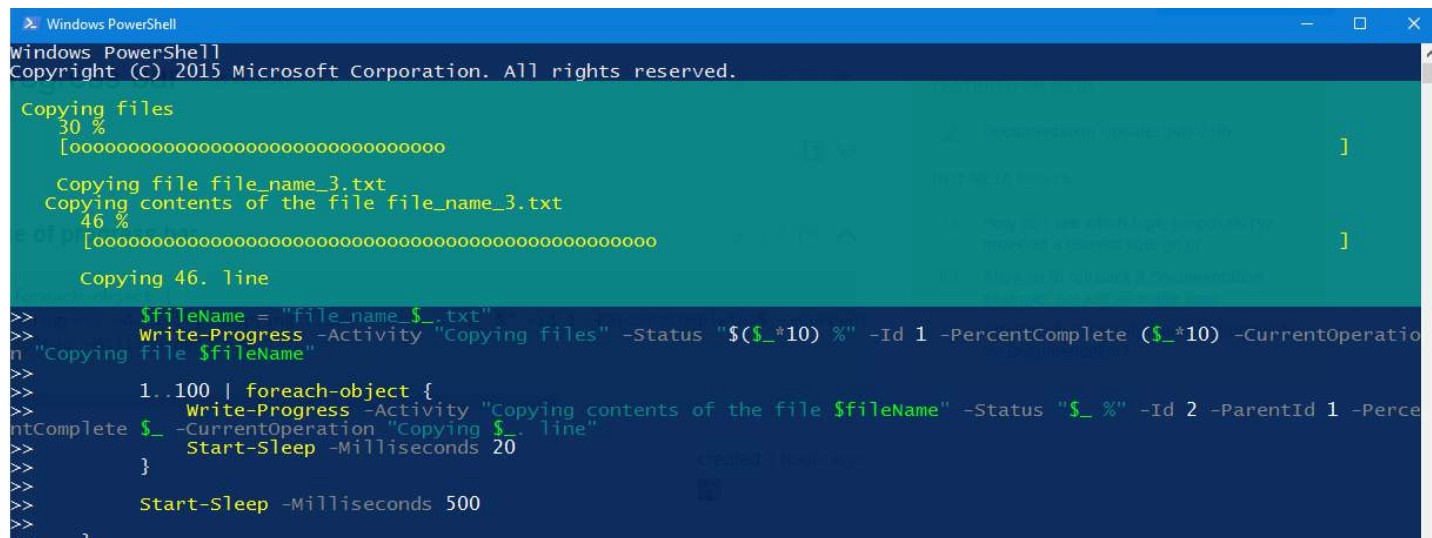 Windows PowerShell
Windows PowerShell
Copyright (C) 2015 Microsoft Corporation. All rights reserved.
Copying files
30 %
[oooooooooooooooooooooooooooooooo ]
Copying file file_name_3.txt
Copying contents of the file file_name_3.txt
46 %
[oooooooooooooooooooooooooooooooooooooooooooooooo ]
Copying 46. line
>> $fileName = "file_name_$_.txt"
>> Write-Progress -Activity "Copying files" -Status "$($_*10) %" -Id 1 -PercentComplete ($_*10) -CurrentOperatio
n "Copying file $fileName"
>>
>> 1..100 | foreach-object {
>> Write-Progress -Activity "Copying contents of the file $fileName" -Status "$_ %" -Id 2 -ParentId 1 -Perce
ntComplete $_ -CurrentOperation "Copying $_. line"
>> Start-Sleep -Milliseconds 20
>> }
>>
>> Start-Sleep -Milliseconds 500
>>